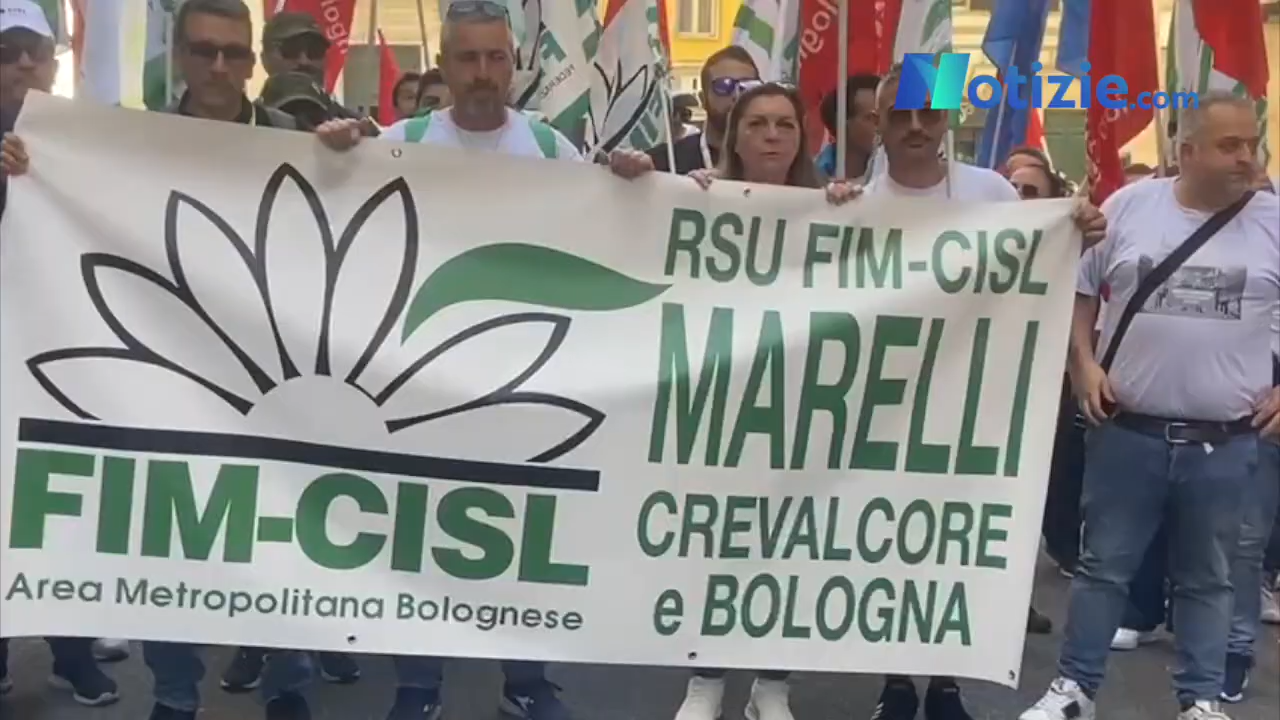 Notizie.com
RSU FIM-CISL
MARELLI
CREVALCORE
e BOLOGNA
FIM-CISL
Area Metropolitana Bolognese